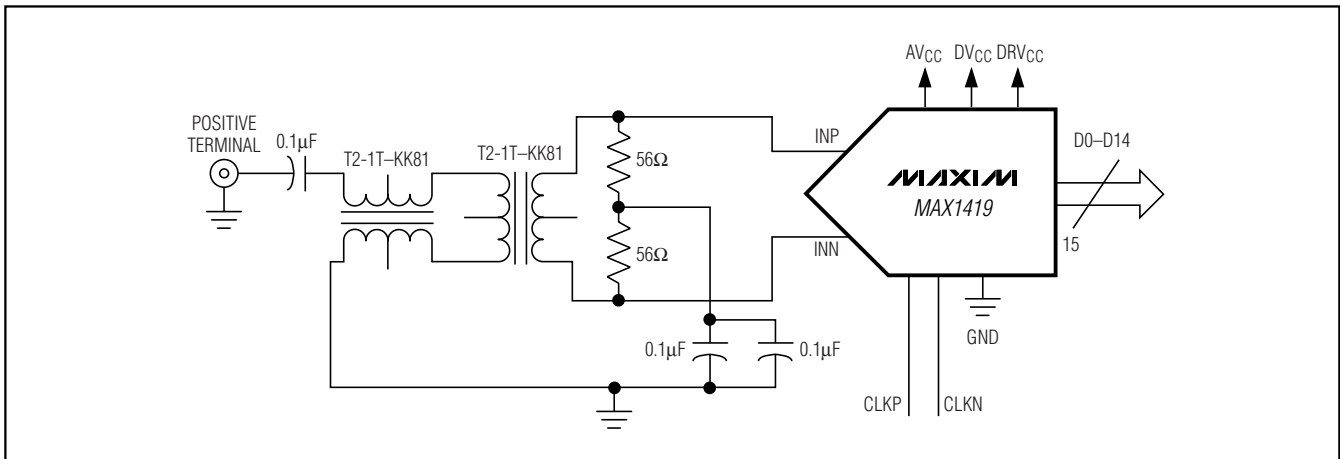 AVCC DVCC DRVCC
POSITIVE
TERMINAL
0.1μF
T2-1T–KK81
T2-1T–KK81
56Ω
56Ω
0.1μF
0.1μF
INP
INN
MAXIM
MAX1419
D0–D14
15
GND
CLKP
CLKN